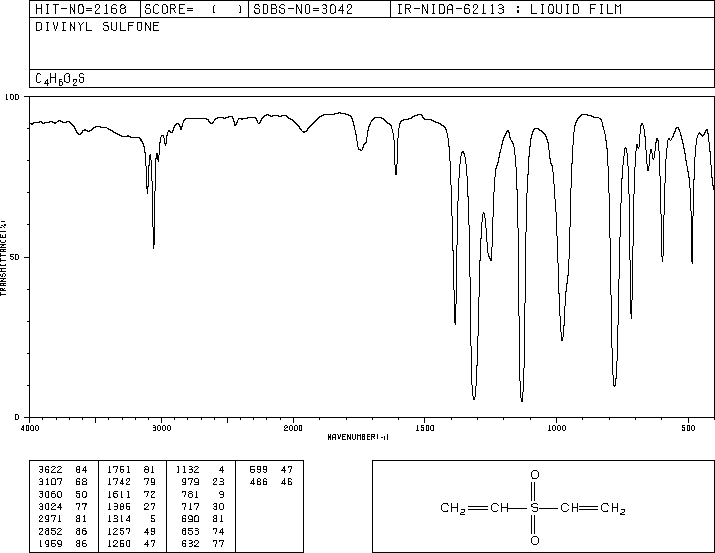 HIT-NO=2168 SCORE= ( ) SDBS-NO=3042 IR-NIDA-62113 : LIQUID FILM
DIVINYL SULFONE
C4H6O2S
100
50
0
TRANSMITTANCE(%)
4000 3000 2000 1500 1000 500
WAVENUMBER(-1)
3622 84 1751 81 1132 4 599 47
3107 68 1742 79 979 23 486 46
3060 50 1611 72 781 9
3024 77 1386 27 717 30
2971 81 1314 5 690 81
2852 86 1257 49 653 74
1959 86 1250 47 632 77
O
CH2 CH S CH CH2
O